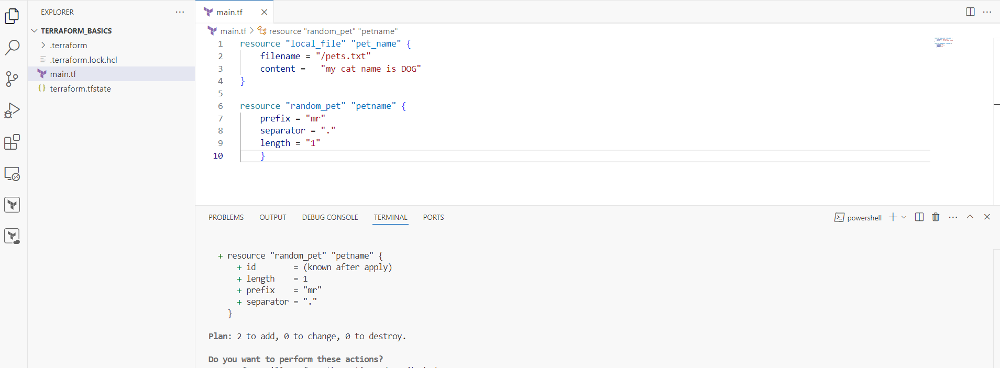 EXPLORER
TERRAFORM_BASICS
.terraform
.terraform.lock.hcl
main.tf
terraform.tfstate
main.tf
main.tf > resource "random_pet" "petname"
1 resource "local_file" "pet_name" {
2     filename = "/pets.txt"
3     content =   "my cat name is DOG"
4 }
5
6 resource "random_pet" "petname" {
7     prefix = "mr"
8     separator = "."
9     length = "1"
10     }
PROBLEMS OUTPUT DEBUG CONSOLE TERMINAL PORTS
powershell
  + resource "random_pet" "petname" {
      + id        = (known after apply)
      + length    = 1
      + prefix    = "mr"
      + separator = "."
    }
Plan: 2 to add, 0 to change, 0 to destroy.
Do you want to perform these actions?